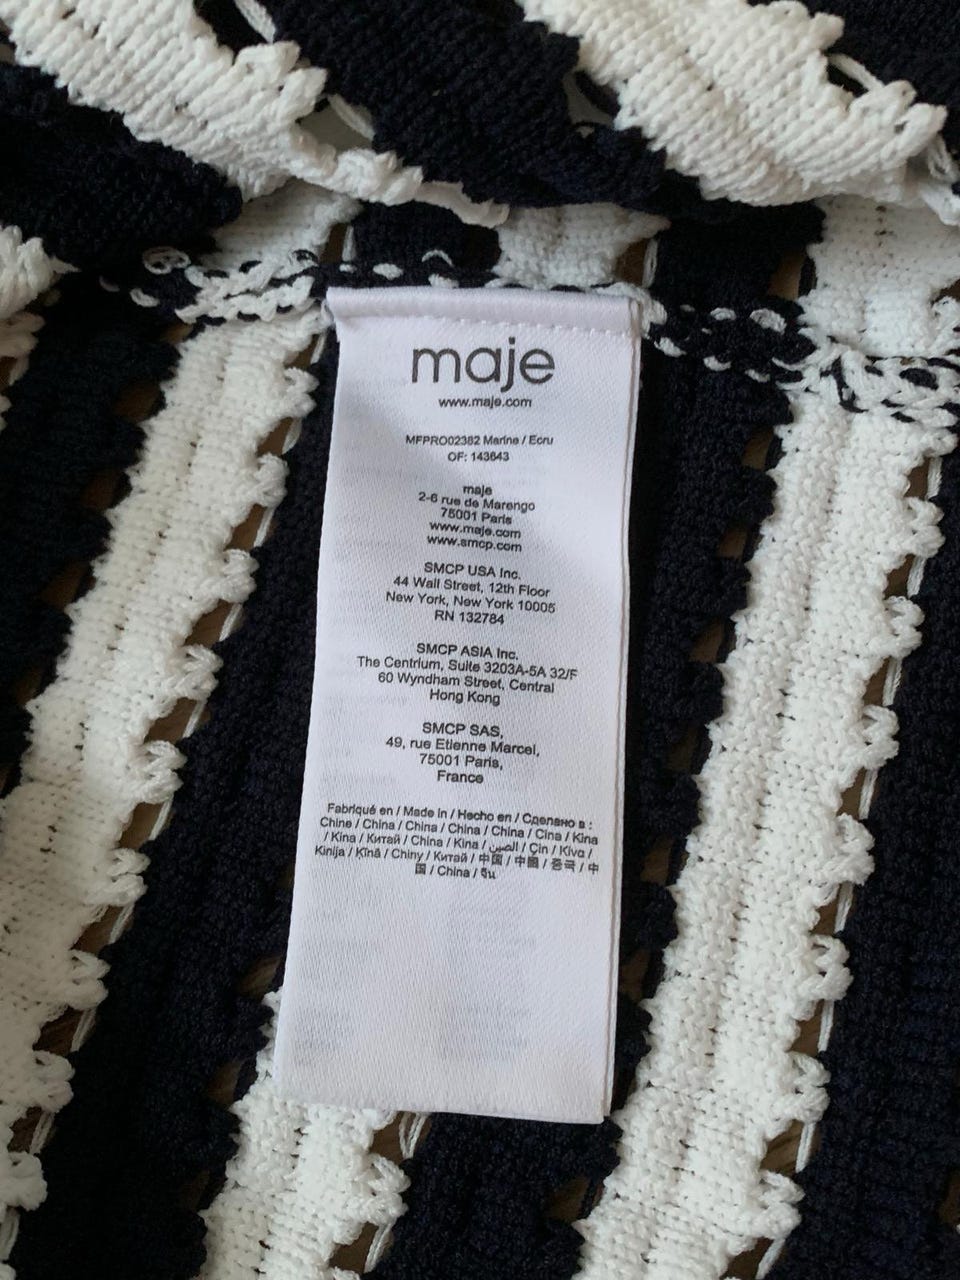 maje
www.maje.com
MFPRO02382 Marine / Ecru
OF: 143643
maje
2-6 rue de Marengo
75001 Paris
www.maje.com
www.smcp.com
SMCP USA Inc.
44 Wall Street, 12th Floor
New York, New York 10005
RN 132784
SMCP ASIA Inc.
The Centrium, Suite 3203A-5A 32/F
60 Wyndham Street, Central
Hong Kong
SMCP SAS,
49, rue Etienne Marcel,
75001 Paris,
France
Fabriqué en / Made in / Hecho en / Сделано в :
Chine / China / China / China / China / Cina / Kina
/ Kina / Китай / China / Kina / الصين / Çin / Κίνα /
Kinija / Ķīnā / Chiny / Китай / 中国 / 中國 / 중국 / 中
国 / China / จีน